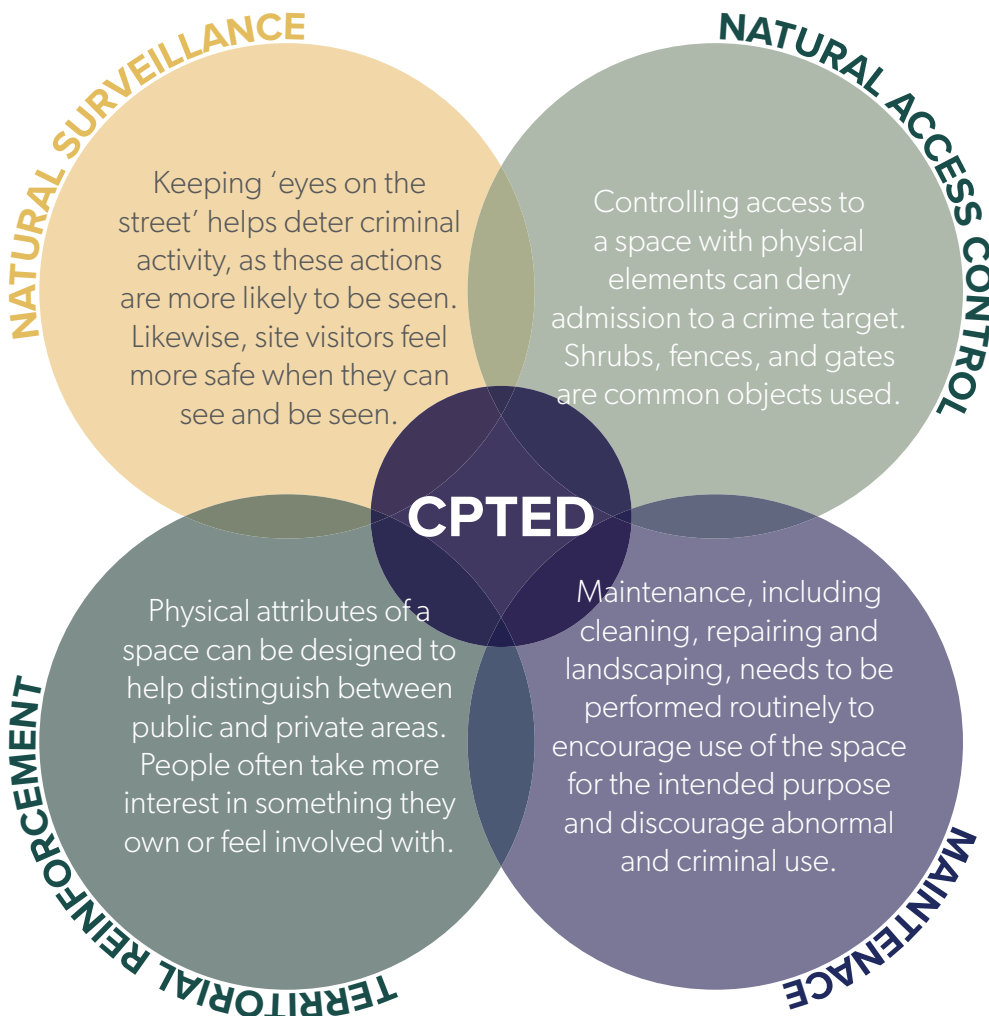 NATURAL SURVEILLANCE
Keeping ‘eyes on the
street’ helps deter criminal
activity, as these actions
are more likely to be seen.
Likewise, site visitors feel
more safe when they can
see and be seen.
NATURAL ACCESS CONTROL
Controlling access to
a space with physical
elements can deny
admission to a crime target.
Shrubs, fences, and gates
are common objects used.
CPTED
TERRITORIAL REINFORCEMENT
Physical attributes of a
space can be designed to
help distinguish between
public and private areas.
People often take more
interest in something they
own or feel involved with.
MAINTENACE
Maintenance, including
cleaning, repairing and
landscaping, needs to be
performed routinely to
encourage use of the space
for the intended purpose
and discourage abnormal
and criminal use.